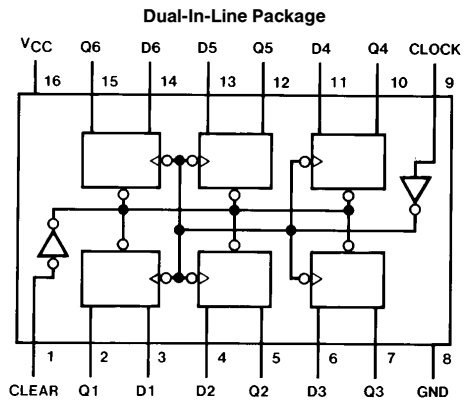 Dual-In-Line Package
VCC Q6 D6 D5 Q5 D4 Q4 CLOCK
16 15 14 13 12 11 10 9
1 2 3 4 5 6 7 8
CLEAR Q1 D1 D2 Q2 D3 Q3 GND